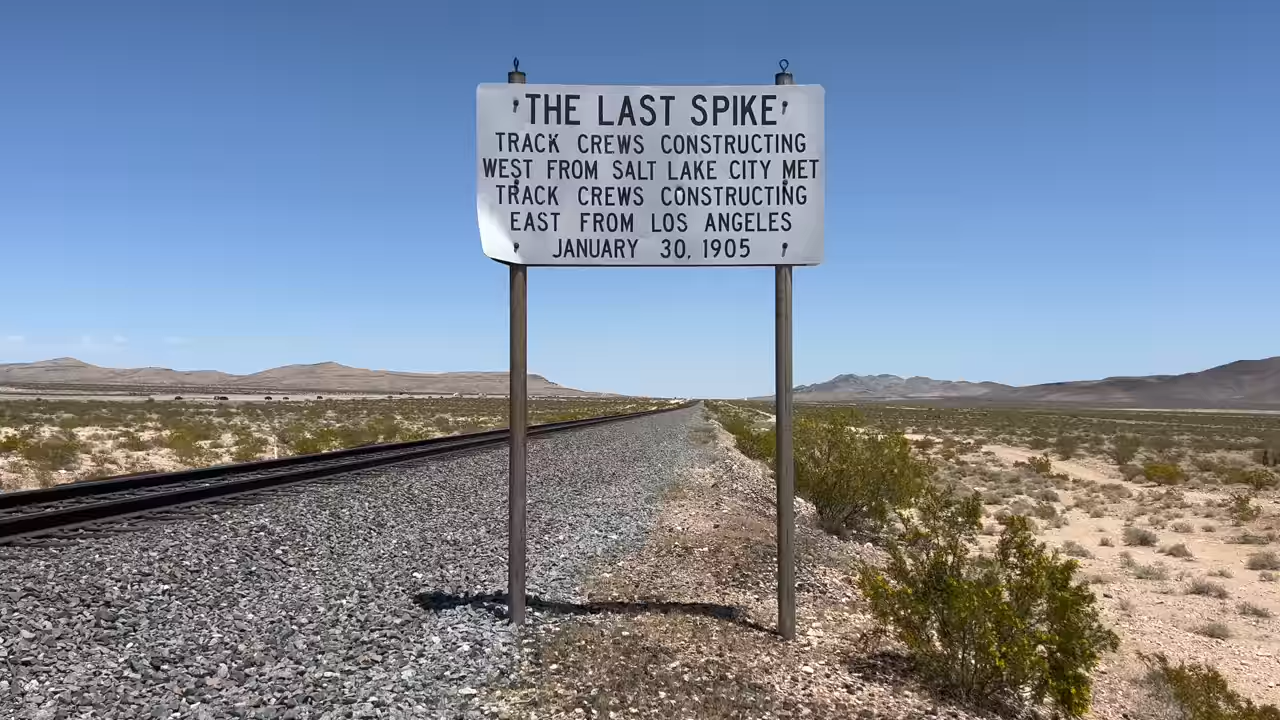 THE LAST SPIKE
TRACK CREWS CONSTRUCTING
WEST FROM SALT LAKE CITY MET
TRACK CREWS CONSTRUCTING
EAST FROM LOS ANGELES
JANUARY 30, 1905